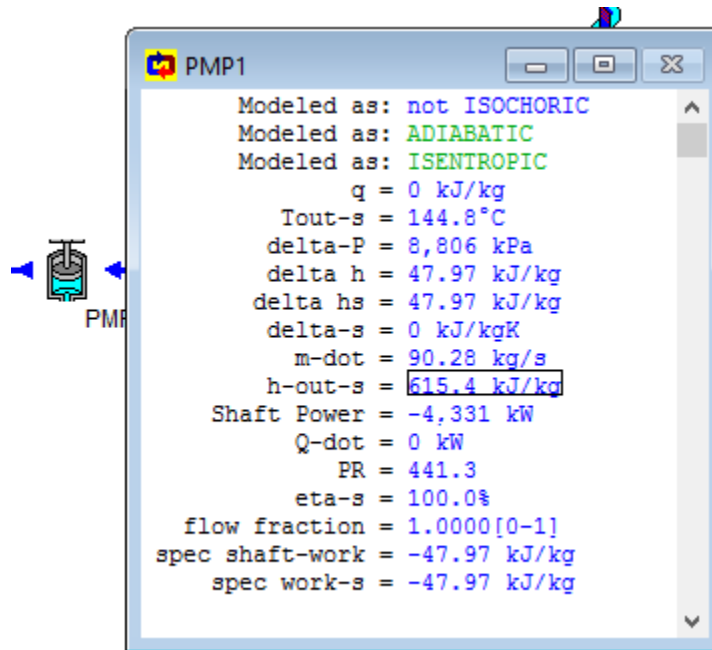 PMP1
Modeled as: not ISOCHORIC
Modeled as: ADIABATIC
Modeled as: ISENTROPIC
q = 0 kJ/kg
Tout-s = 144.8°C
delta-P = 8,806 kPa
delta h = 47.97 kJ/kg
delta hs = 47.97 kJ/kg
delta-s = 0 kJ/kgK
m-dot = 90.28 kg/s
h-out-s = 615.4 kJ/kg
Shaft Power = -4,331 kW
Q-dot = 0 kW
PR = 441.3
eta-s = 100.0%
flow fraction = 1.0000[0-1]
spec shaft-work = -47.97 kJ/kg
spec work-s = -47.97 kJ/kg